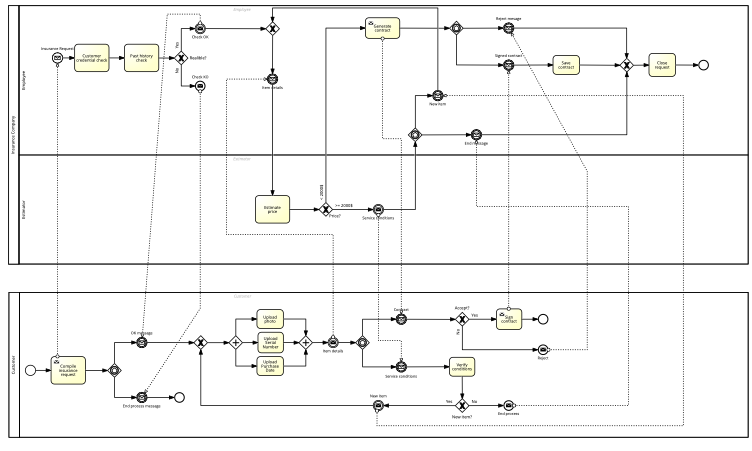 Employee
Reject mesage
Generate
contract
Yes
Check OK
Insurance Request
Customer
credential check
Past history
check
Realible?
Signed contract
Save
contract
Close
request
No
Check KO
Item details
New item
End message
Employee
Insurance Company
Estimator
< 2000$
Estimate
price
>= 2000$
Price?
Service conditions
Estimator
Customer
Upload
photo
Contract
Accept?
Yes
Sign
contract
OK message
Upload
Serial
Number
Item details
No
Reject
Customer
Compile
insurance
request
Upload
Purchase
Date
Service conditions
Verify
conditions
End process message
New item
Yes
No
New item?
End process